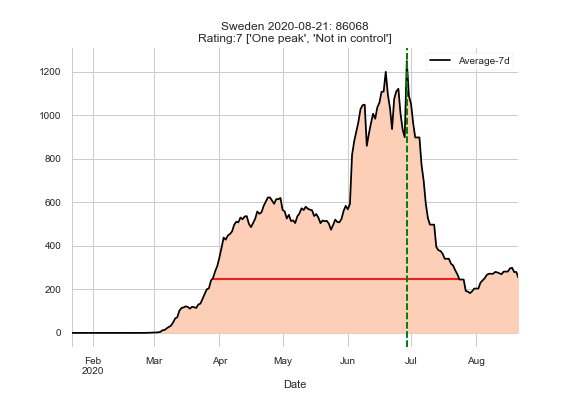 Sweden 2020-08-21: 86068
Rating:7 ['One peak', 'Not in control']
Average-7d
1200
1000
800
600
400
200
0
Feb Mar Apr May Jun Jul Aug
2020
Date